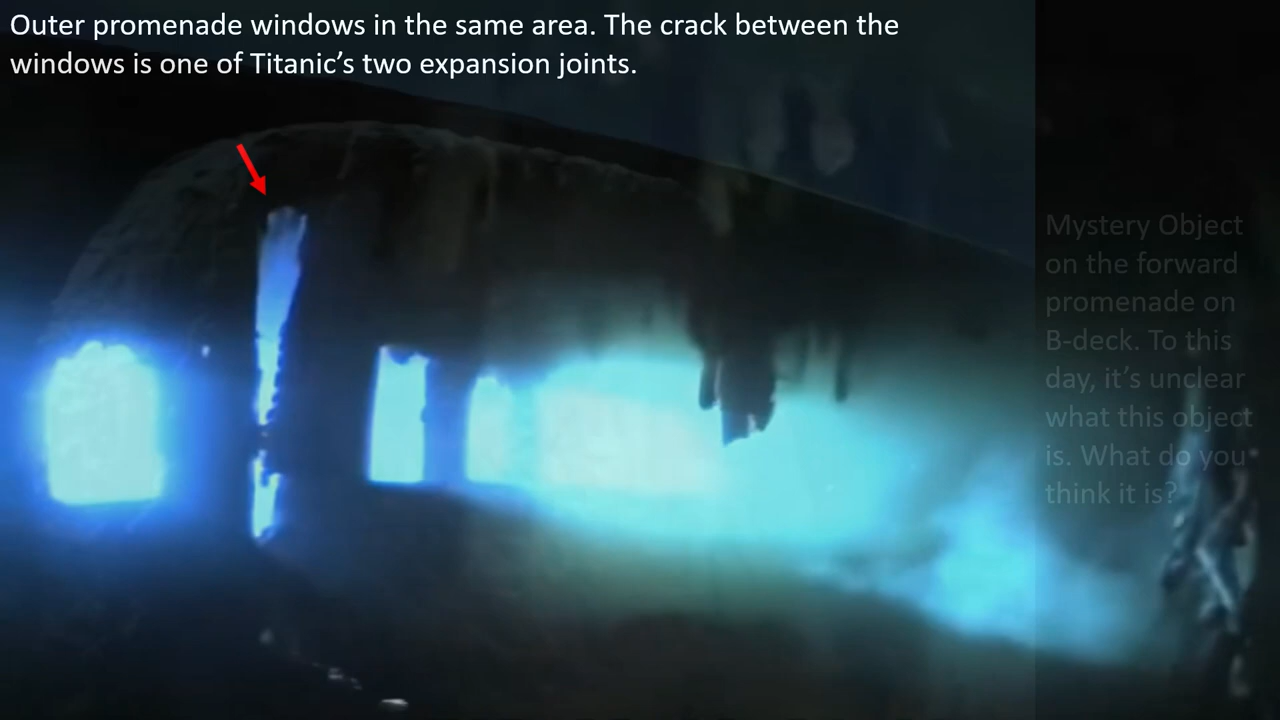 Outer promenade windows in the same area. The crack between the
windows is one of Titanic’s two expansion joints.
Mystery Object
on the forward
promenade on
B-deck. To this
day, it’s unclear
what this object
is. What do you
think it is?